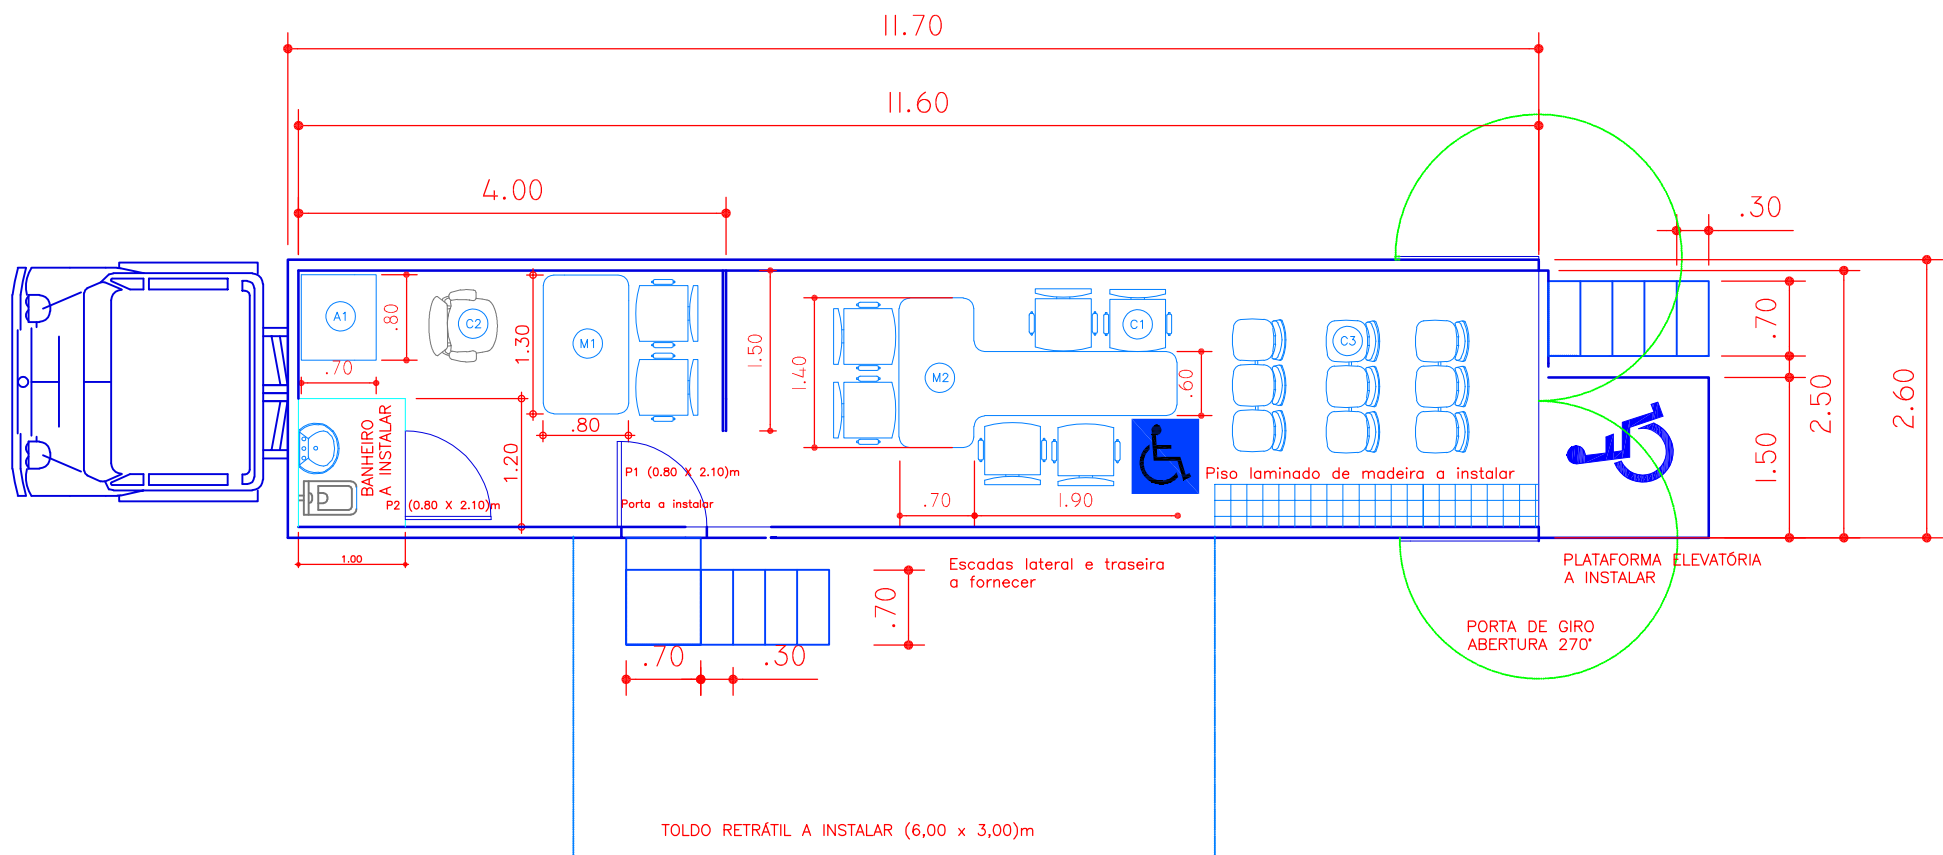 11.70
11.60
4.00
.30
A1
.80
C2
1.30
M1
1.50
1.40
M2
C1
.60
C3
.70
2.50
2.60
.70
BANHEIRO
A INSTALAR
1.20
.80
P1 (0.80 X 2.10)m
Porta a instalar
P2 (0.80 X 2.10)m
.70
1.90
Piso laminado de madeira a instalar
1.50
1.00
Escadas lateral e traseira
a fornecer
PLATAFORMA ELEVATÓRIA
A INSTALAR
.70
.70
.30
PORTA DE GIRO
ABERTURA 270°
TOLDO RETRÁTIL A INSTALAR (6,00 x 3,00)m